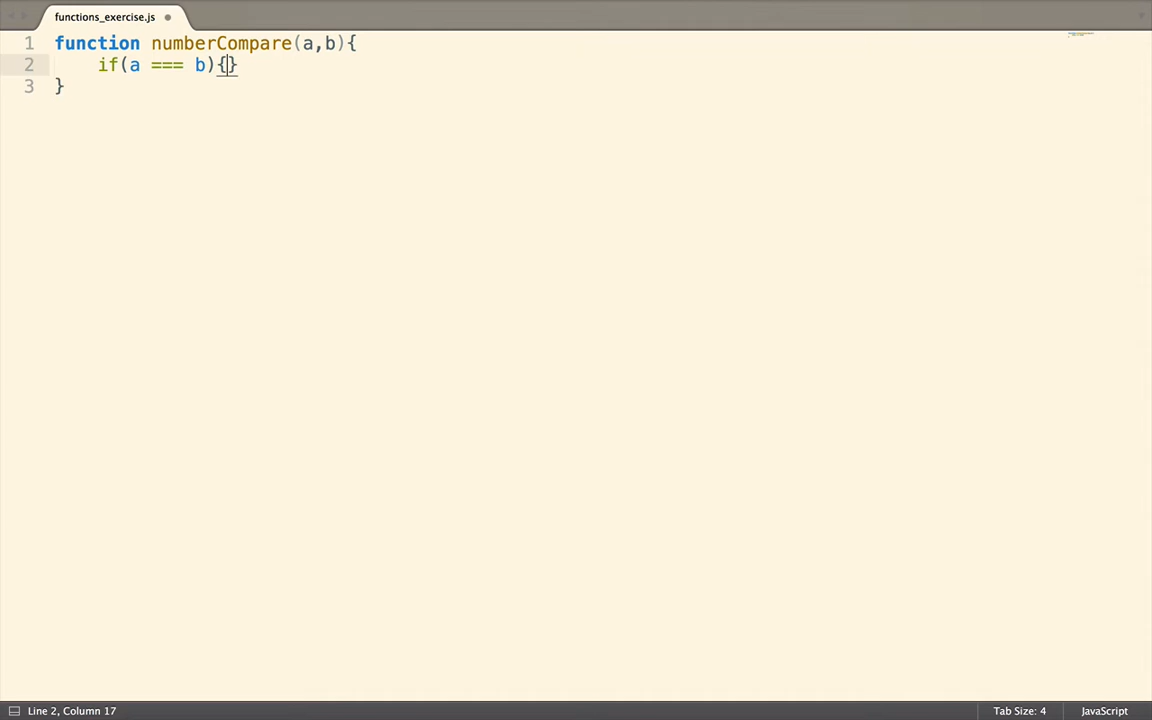 functions_exercise.js
1 function numberCompare(a,b){
2     if(a === b){}
3 }
Line 2, Column 17
Tab Size: 4
JavaScript